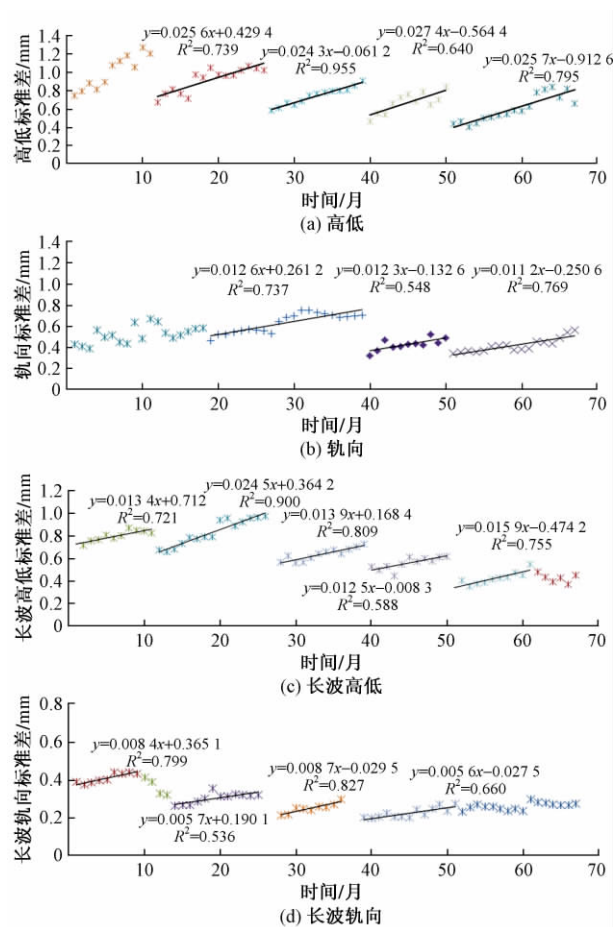 y=0.025 6x+0.429 4
R²=0.739
y=0.024 3x−0.061 2
R²=0.955
y=0.027 4x−0.564 4
R²=0.640
y=0.025 7x−0.912 6
R²=0.795
1.4
1.2
1.0
0.8
0.6
0.4
0.2
0
高低标准差/mm
10 20 30 40 50 60 70
时间/月
(a) 高低
y=0.012 6x+0.261 2
R²=0.737
y=0.012 3x−0.132 6
R²=0.548
y=0.011 2x−0.250 6
R²=0.769
1.4
1.2
1.0
0.8
0.6
0.4
0.2
0
轨向标准差/mm
10 20 30 40 50 60 70
时间/月
(b) 轨向
y=0.013 4x+0.712
R²=0.721
y=0.024 5x+0.364 2
R²=0.900
y=0.013 9x+0.168 4
R²=0.809
y=0.012 5x−0.008 3
R²=0.588
y=0.015 9x−0.474 2
R²=0.755
1.2
1.0
0.8
0.6
0.4
0.2
0
长波高低标准差/mm
10 20 30 40 50 60 70
时间/月
(c) 长波高低
y=0.008 4x+0.365 1
R²=0.799
y=0.005 7x+0.190 1
R²=0.536
y=0.008 7x−0.029 5
R²=0.827
y=0.005 6x−0.027 5
R²=0.660
0.8
0.6
0.4
0.2
0
长波轨向标准差/mm
10 20 30 40 50 60 70
时间/月
(d) 长波轨向